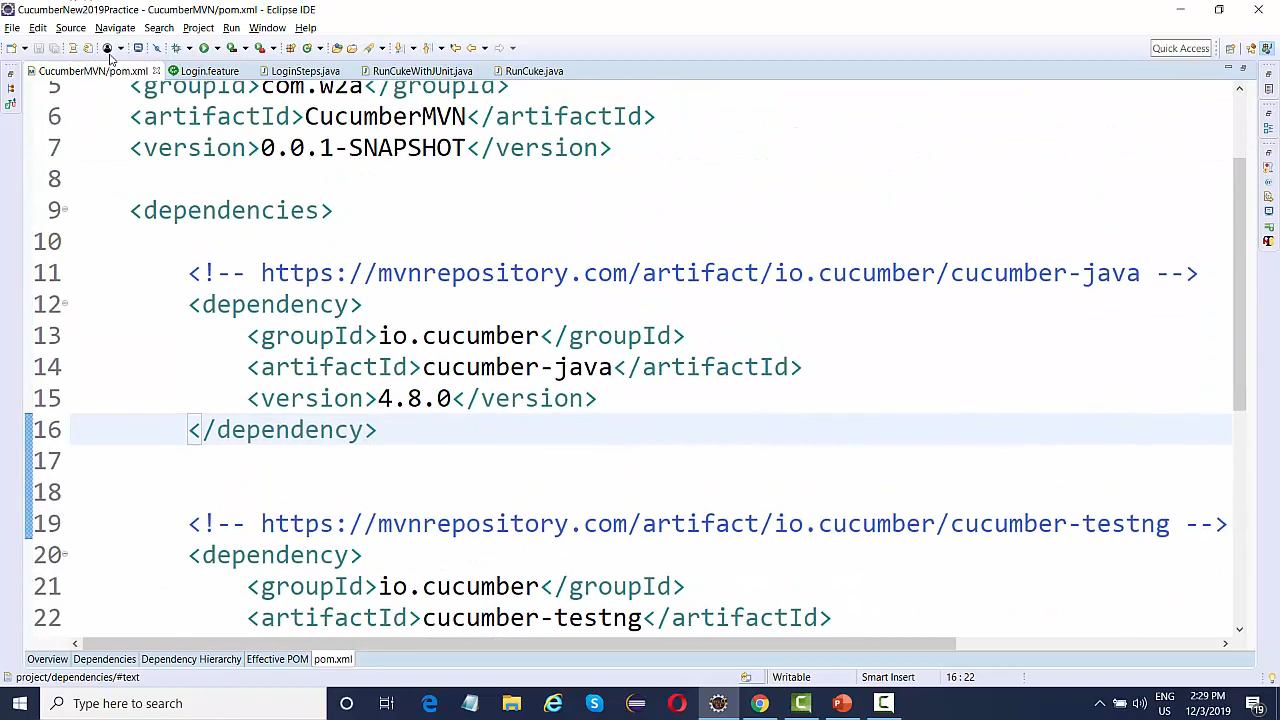 CucumberNew2019Practice - CucumberMVN/pom.xml - Eclipse IDE
File Edit Source Navigate Search Project Run Window Help
Quick Access
CucumberMVN/pom.xml Login.feature LoginSteps.java RunCukeWithJUnit.java RunCuke.java
5 <groupId>com.w2a</groupId>
6 <artifactId>CucumberMVN</artifactId>
7 <version>0.0.1-SNAPSHOT</version>
8
9 <dependencies>
10
11 <!-- https://mvnrepository.com/artifact/io.cucumber/cucumber-java -->
12 <dependency>
13 <groupId>io.cucumber</groupId>
14 <artifactId>cucumber-java</artifactId>
15 <version>4.8.0</version>
16 </dependency>
17
18
19 <!-- https://mvnrepository.com/artifact/io.cucumber/cucumber-testng -->
20 <dependency>
21 <groupId>io.cucumber</groupId>
22 <artifactId>cucumber-testng</artifactId>
Overview Dependencies Dependency Hierarchy Effective POM pom.xml
project/dependencies/#text Writable Smart Insert 16 : 22
Type here to search
ENG 2:29 PM
US 12/3/2019 19